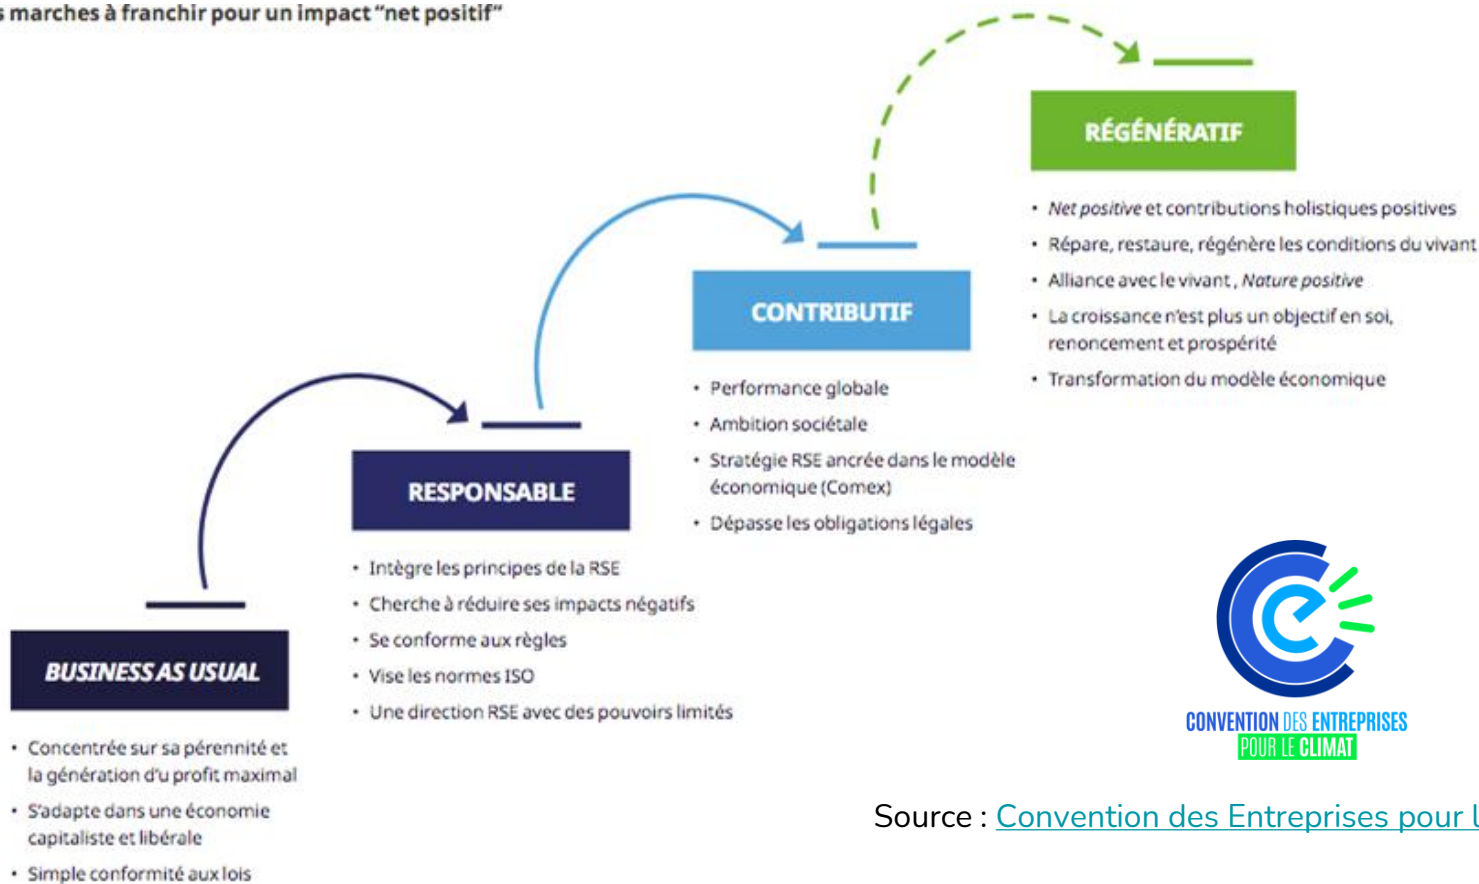 s marches à franchir pour un impact “net positif”
RÉGÉNÉRATIF
• Net positive et contributions holistiques positives
• Répare, restaure, régénère les conditions du vivant
• Alliance avec le vivant, Nature positive
• La croissance n’est plus un objectif en soi,
renoncement et prospérité
• Transformation du modèle économique
CONTRIBUTIF
• Performance globale
• Ambition sociétale
• Stratégie RSE ancrée dans le modèle
économique (Comex)
• Dépasse les obligations légales
RESPONSABLE
• Intègre les principes de la RSE
• Cherche à réduire ses impacts négatifs
• Se conforme aux règles
• Vise les normes ISO
• Une direction RSE avec des pouvoirs limités
BUSINESS AS USUAL
• Concentrée sur sa pérennité et
la génération d’u profit maximal
• S’adapte dans une économie
capitaliste et libérale
• Simple conformité aux lois
CONVENTION DES ENTREPRISES
POUR LE CLIMAT
Source : Convention des Entreprises pour l